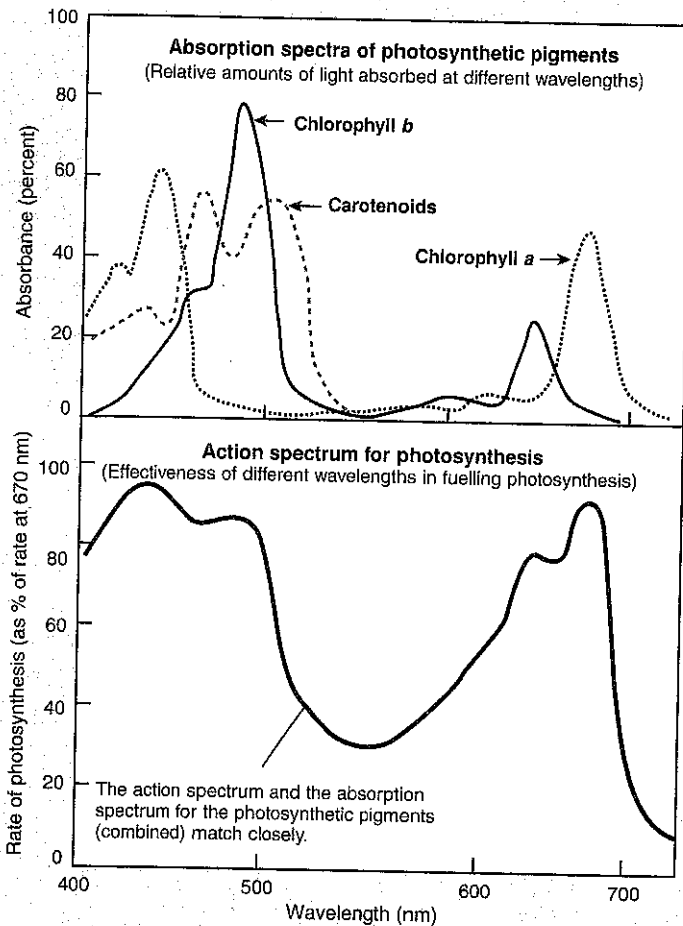 100
Absorption spectra of photosynthetic pigments
(Relative amounts of light absorbed at different wavelengths)
80
Chlorophyll b
60
Carotenoids
Chlorophyll a
40
20
0
Absorbance (percent)
Action spectrum for photosynthesis
(Effectiveness of different wavelengths in fuelling photosynthesis)
100
80
60
40
20
0
Rate of photosynthesis (as % of rate at 670 nm)
The action spectrum and the absorption
spectrum for the photosynthetic pigments
(combined) match closely.
400
500
600
700
Wavelength (nm)